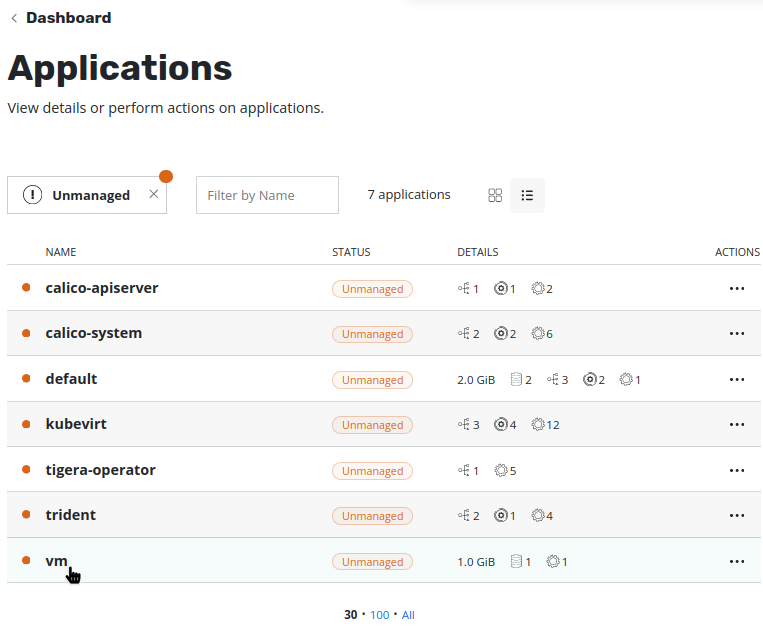 Dashboard
Applications
View details or perform actions on applications.
Unmanaged Filter by Name 7 applications
NAME STATUS DETAILS ACTIONS
calico-apiserver Unmanaged 1 1 2
calico-system Unmanaged 2 2 6
default Unmanaged 2.0 GiB 2 3 2 1
kubevirt Unmanaged 3 4 12
tigera-operator Unmanaged 1 5
trident Unmanaged 2 1 4
vm Unmanaged 1.0 GiB 1 1
30 • 100 • All